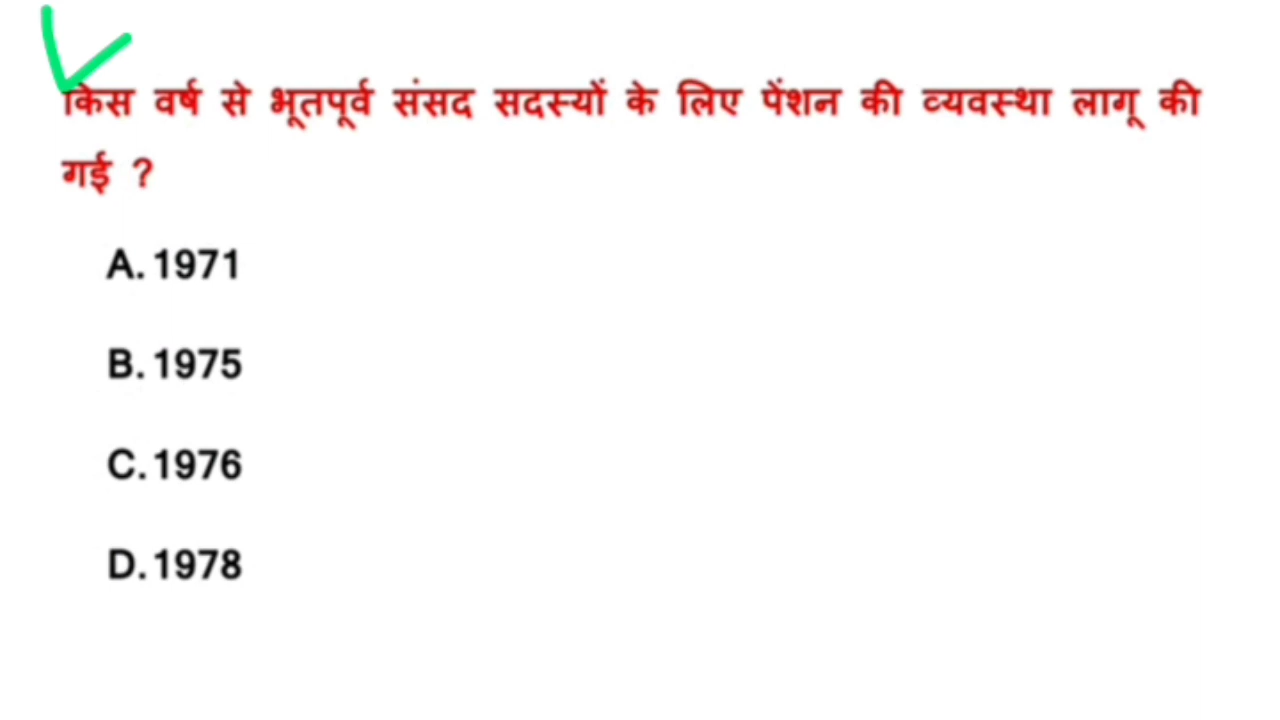 किस वर्ष से भूतपूर्व संसद सदस्यों के लिए पेंशन की व्यवस्था लागू की
गई ?
A. 1971
B. 1975
C. 1976
D. 1978